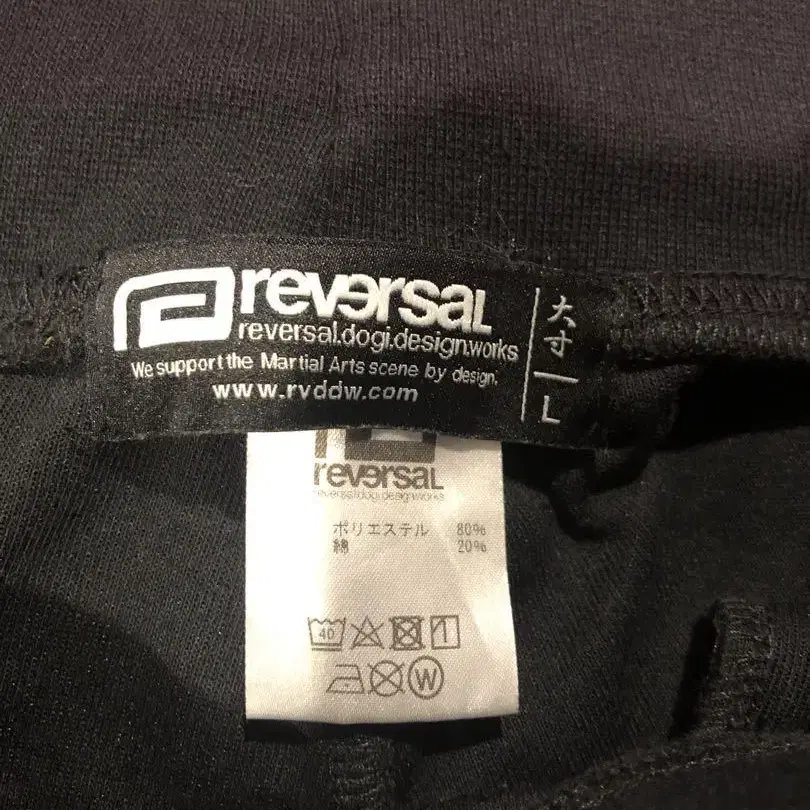 reversal
reversal.dogi.design.works
We support the Martial Arts scene by design.
www.rvddw.com
大寸
L
reversal
reversal.dogi.design.works
ポリエステル 80%
綿 20%
40
W